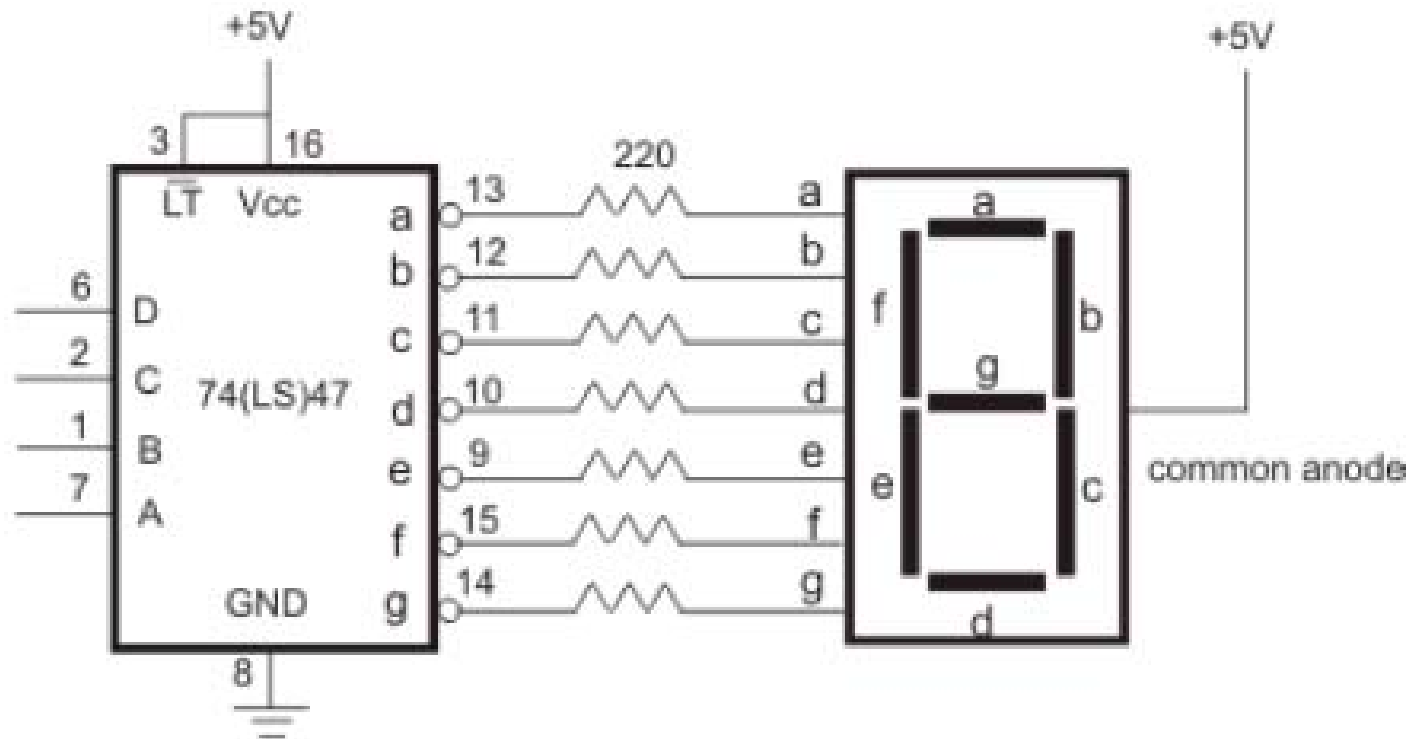 +5V
+5V
3 16
220
L̅T̅ Vcc
a 13 a a
b 12 b
6 D
c 11 c f b
2 C
74(LS)47
d 10 d g
1 B
e 9 e e c common anode
7 A
f 15 f
GND g 14 g
d
8